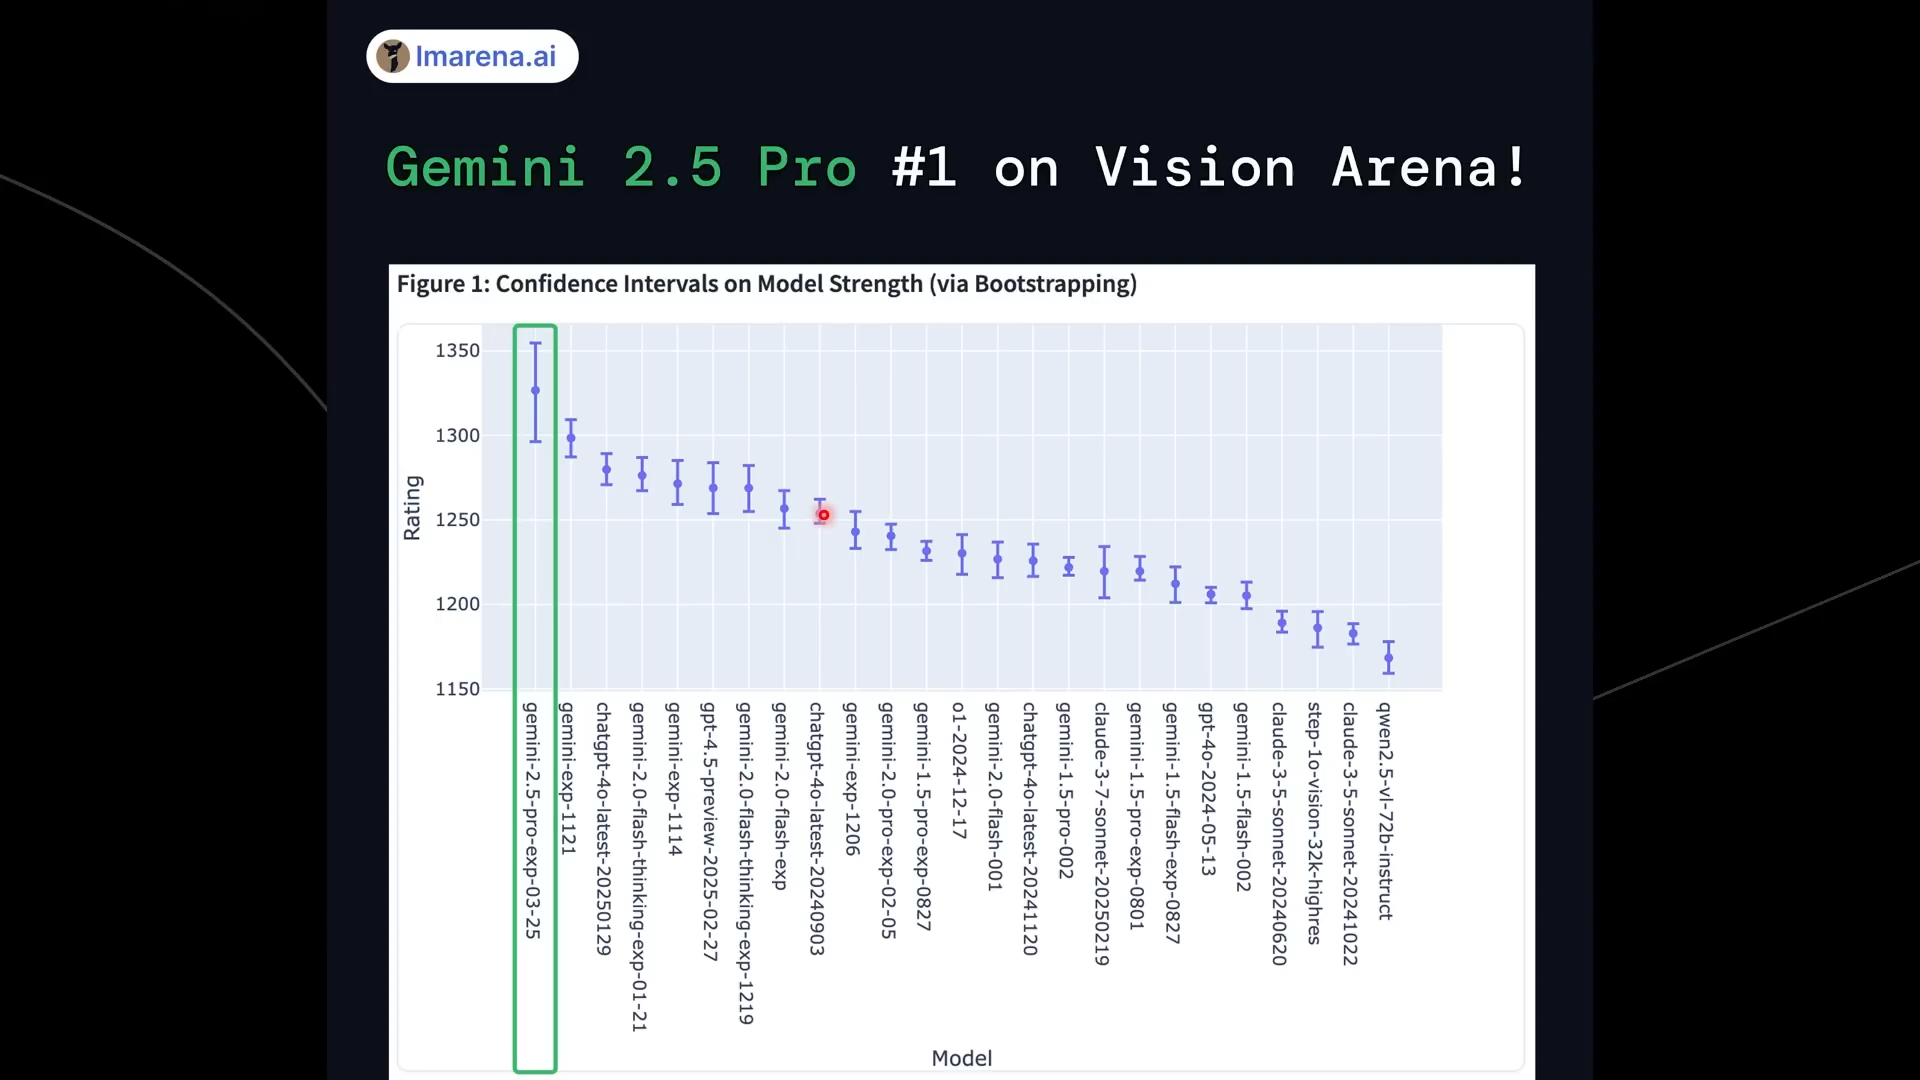 lmarena.ai
Gemini 2.5 Pro #1 on Vision Arena!
Figure 1: Confidence Intervals on Model Strength (via Bootstrapping)
1350
1300
1250
1200
1150
Rating
gemini-2.5-pro-exp-03-25
gemini-exp-1121
chatgpt-4o-latest-20250129
gemini-2.0-flash-thinking-exp-01-21
gemini-exp-1114
gpt-4.5-preview-2025-02-27
gemini-2.0-flash-thinking-exp-1219
gemini-2.0-flash-exp
chatgpt-4o-latest-20240903
gemini-exp-1206
gemini-2.0-pro-exp-02-05
gemini-1.5-pro-exp-0827
o1-2024-12-17
gemini-2.0-flash-001
chatgpt-4o-latest-20241120
gemini-1.5-pro-002
claude-3-7-sonnet-20250219
gemini-1.5-pro-exp-0801
gemini-1.5-flash-exp-0827
gpt-4o-2024-05-13
gemini-1.5-flash-002
claude-3-5-sonnet-20240620
step-1o-vision-32k-highres
claude-3-5-sonnet-20241022
qwen2.5-vl-72b-instruct
Model